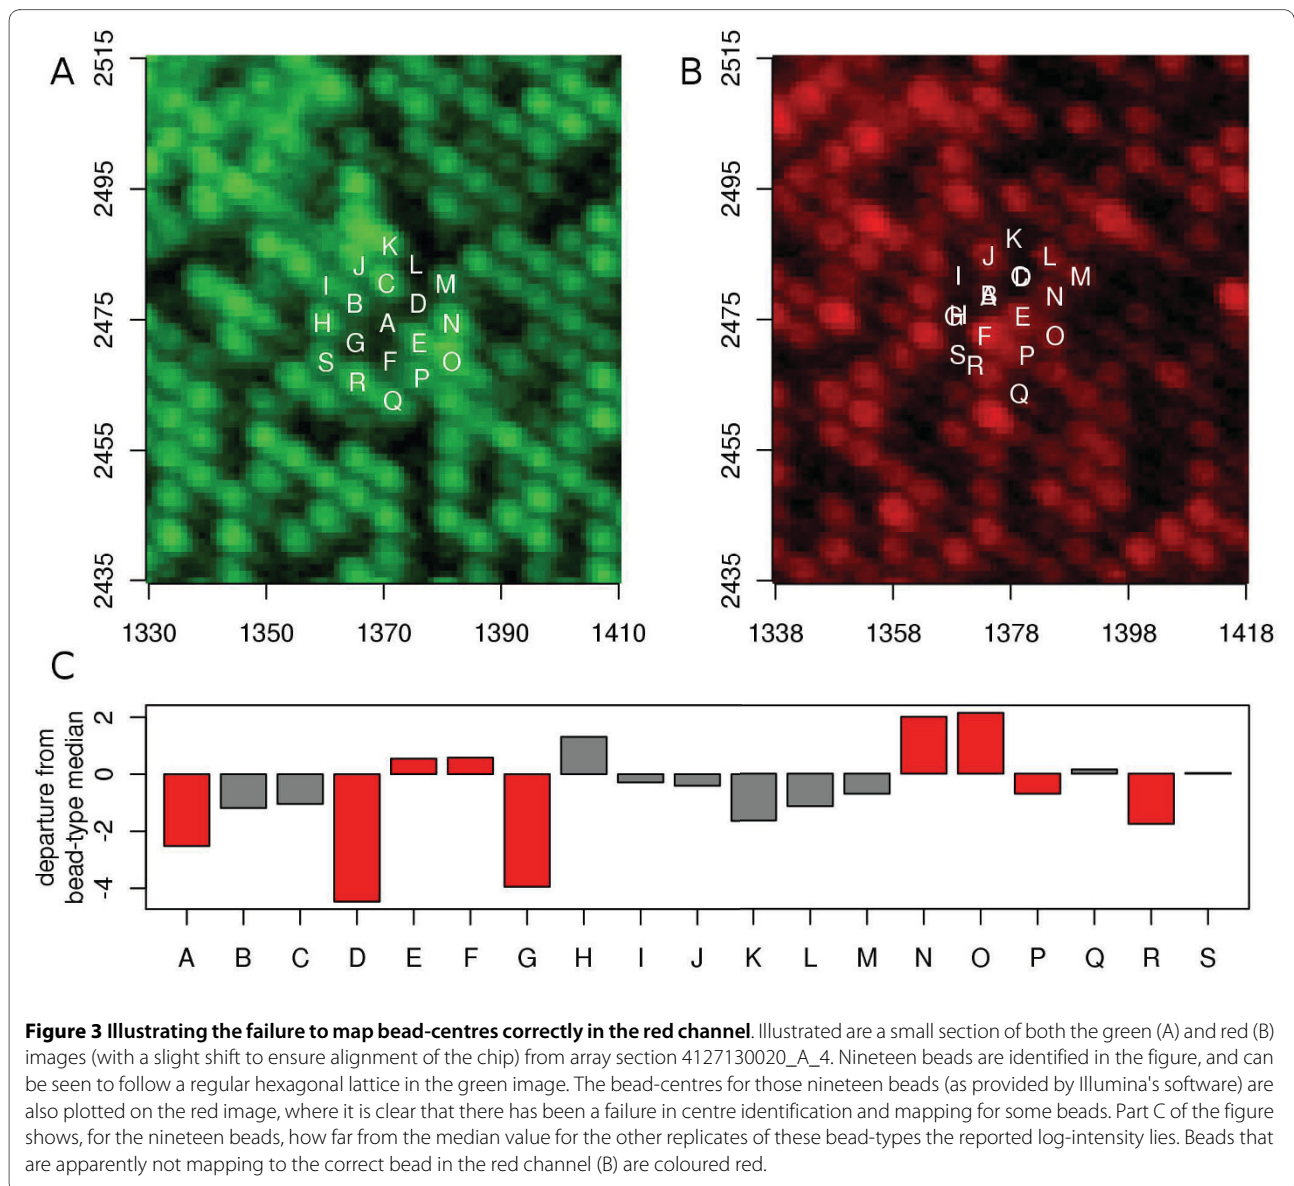 A
B
2515
2495
2475
2455
2435
K
J
L
I
C
M
B
D
H
A
N
G
E
S
F
O
R
P
Q
1330
1350
1370
1390
1410
2515
2495
2475
2455
2435
K
J
L
I
C
D
M
B
A
N
G
H
E
F
O
S
R
P
Q
1338
1358
1378
1398
1418
C
departure from
bead-type median
2
0
-2
-4
A B C D E F G H I J K L M N O P Q R S
Figure 3 Illustrating the failure to map bead-centres correctly in the red channel. Illustrated are a small section of both the green (A) and red (B)
images (with a slight shift to ensure alignment of the chip) from array section 4127130020_A_4. Nineteen beads are identified in the figure, and can
be seen to follow a regular hexagonal lattice in the green image. The bead-centres for those nineteen beads (as provided by Illumina's software) are
also plotted on the red image, where it is clear that there has been a failure in centre identification and mapping for some beads. Part C of the figure
shows, for the nineteen beads, how far from the median value for the other replicates of these bead-types the reported log-intensity lies. Beads that
are apparently not mapping to the correct bead in the red channel (B) are coloured red.